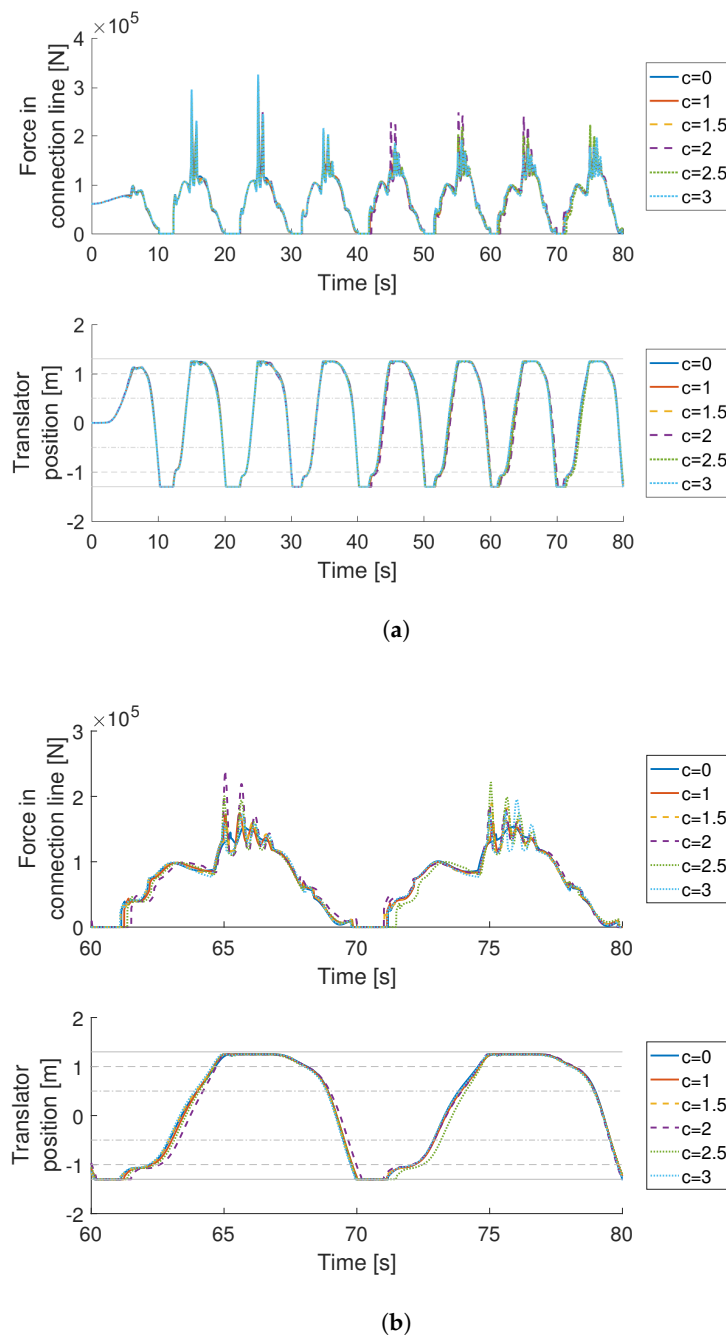 ×10⁵
4
3
2
1
0
Force in
connection line [N]
0 10 20 30 40 50 60 70 80
Time [s]
c=0
c=1
c=1.5
c=2
c=2.5
c=3
2
1
0
-1
-2
Translator
position [m]
0 10 20 30 40 50 60 70 80
Time [s]
c=0
c=1
c=1.5
c=2
c=2.5
c=3
(a)
×10⁵
3
2
1
0
Force in
connection line [N]
60 65 70 75 80
Time [s]
c=0
c=1
c=1.5
c=2
c=2.5
c=3
2
1
0
-1
-2
Translator
position [m]
60 65 70 75 80
Time [s]
c=0
c=1
c=1.5
c=2
c=2.5
c=3
(b)